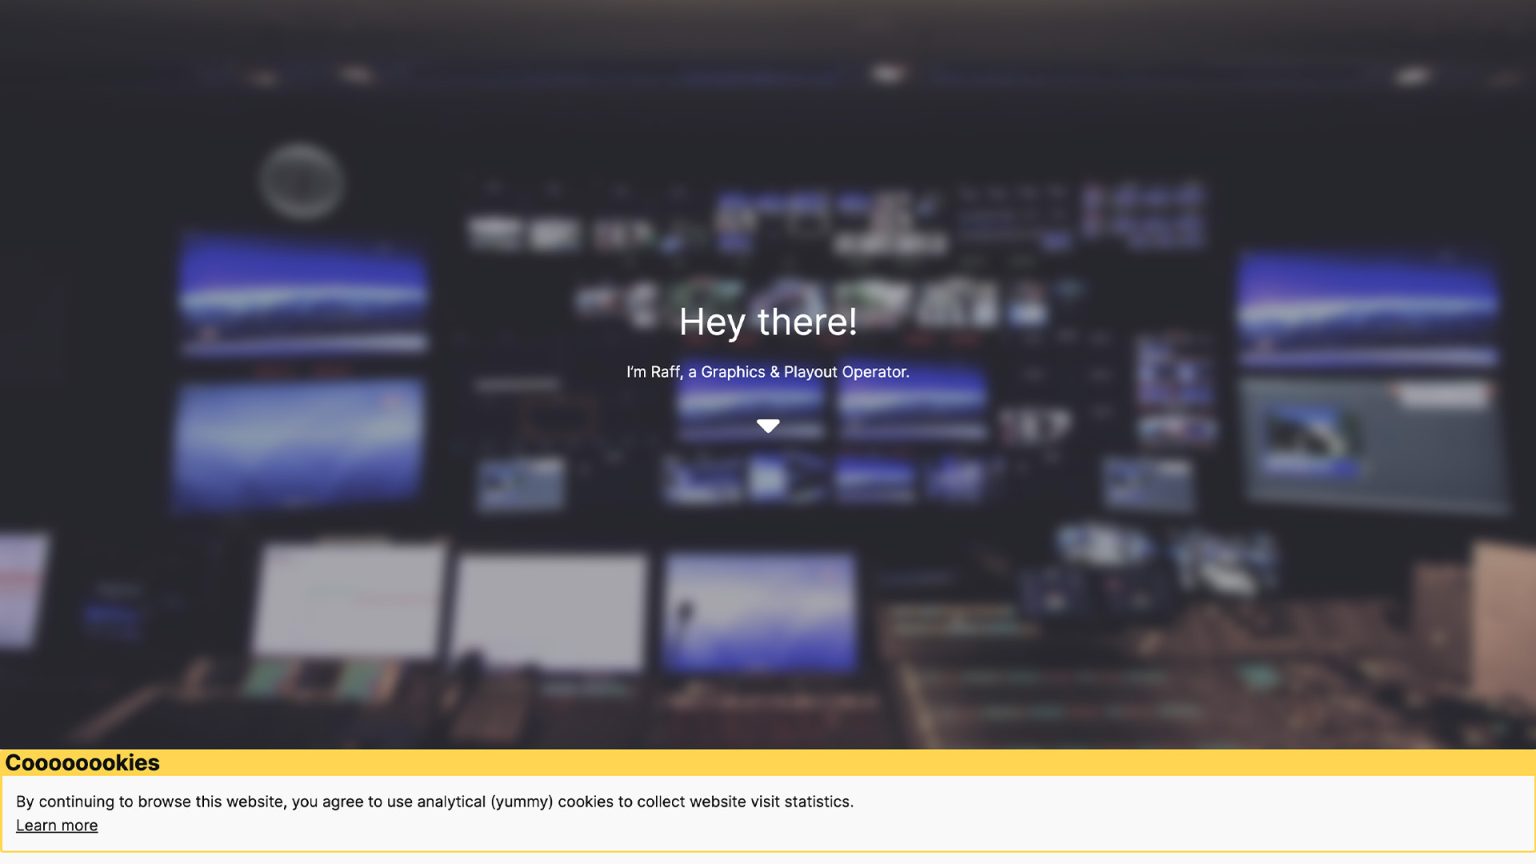 Hey there!
I'm Raff, a Graphics & Playout Operator.
Coooooookies
By continuing to browse this website, you agree to use analytical (yummy) cookies to collect website visit statistics.
Learn more